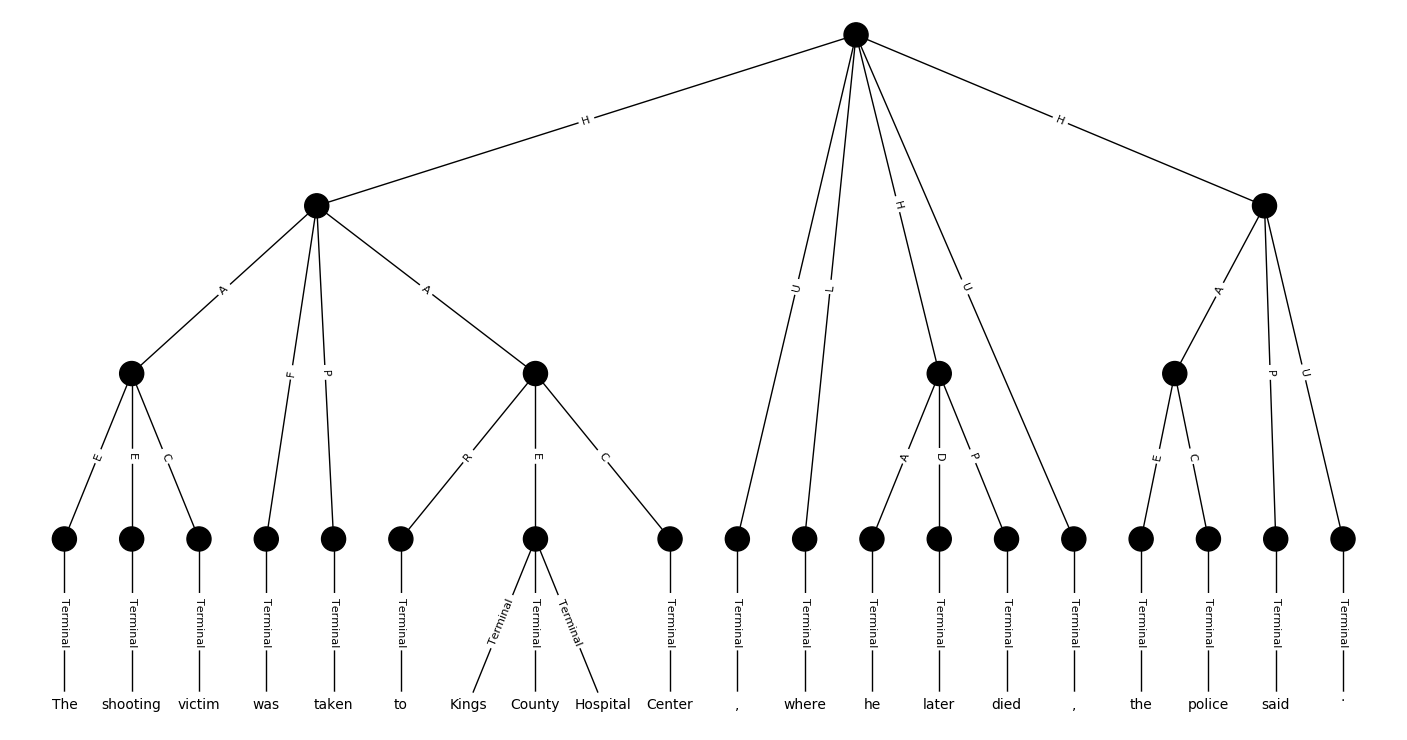 H H
A A U L H U A
F P P U
E E C R E C A D P E C
Terminal Terminal Terminal Terminal Terminal Terminal Terminal Terminal Terminal Terminal Terminal Terminal Terminal Terminal Terminal Terminal Terminal Terminal Terminal Terminal
The shooting victim was taken to Kings County Hospital Center , where he later died , the police said .